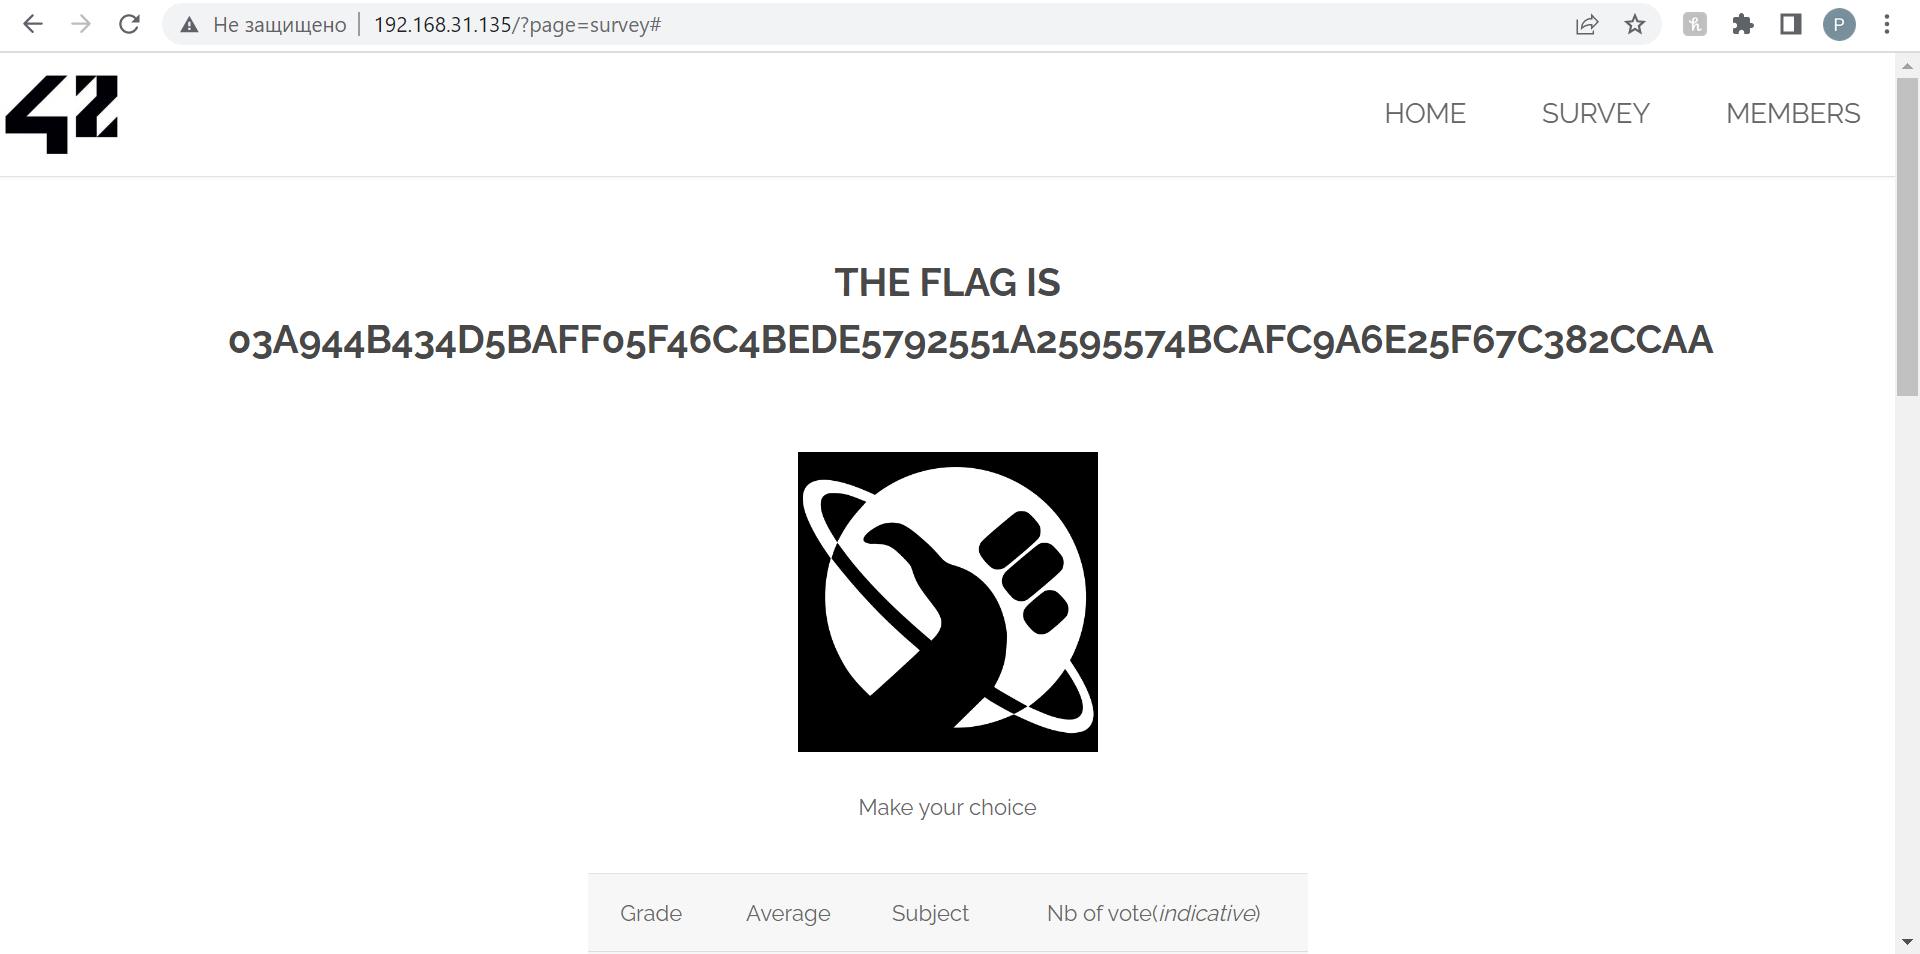 Не защищено
192.168.31.135/?page=survey#
P
42
HOME SURVEY MEMBERS
THE FLAG IS
03A944B434D5BAFF05F46C4BEDE5792551A2595574BCAFC9A6E25F67C382CCAA
Make your choice
Grade Average Subject Nb of vote(indicative)